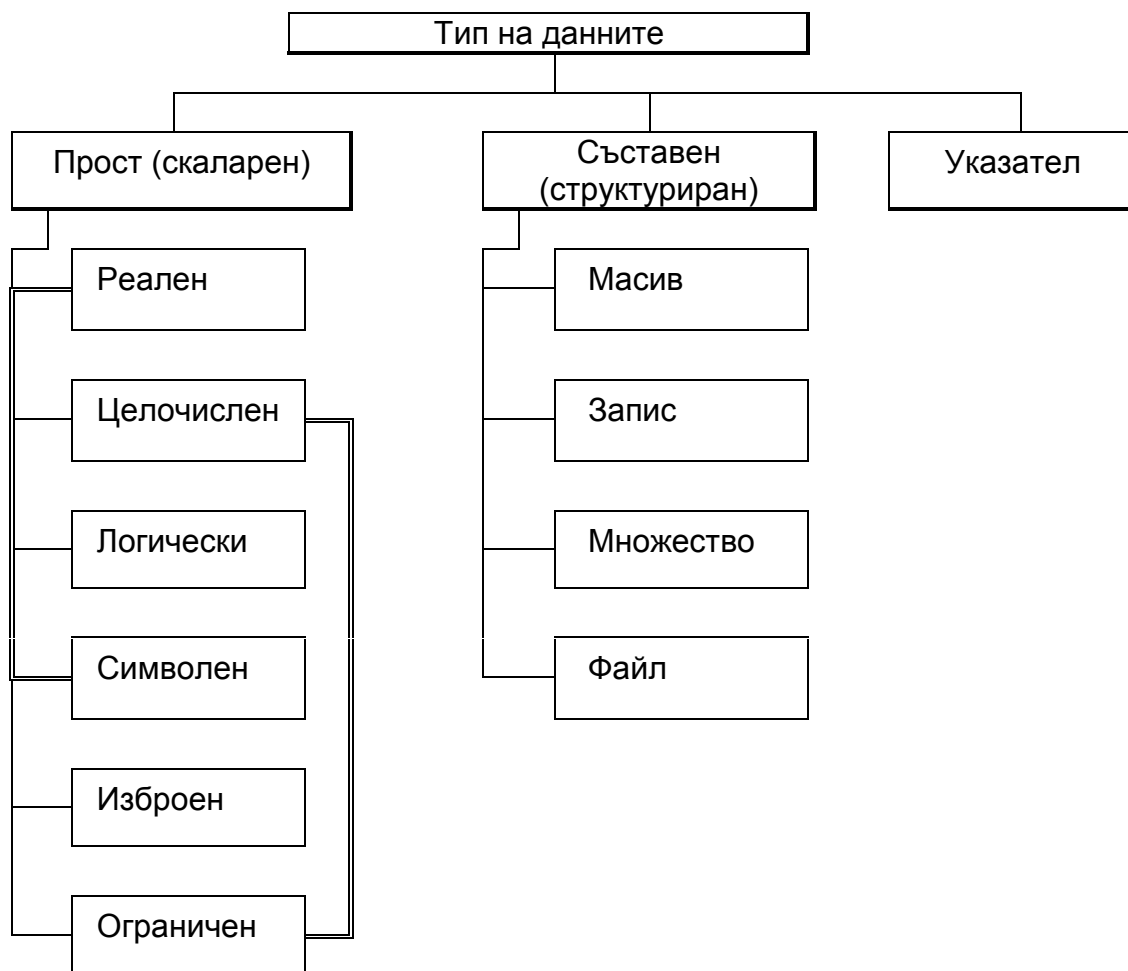 Тип на данните
Прост (скаларен)
Съставен
(структуриран)
Указател
Реален
Целочислен
Логически
Символен
Изброен
Ограничен
Масив
Запис
Множество
Файл